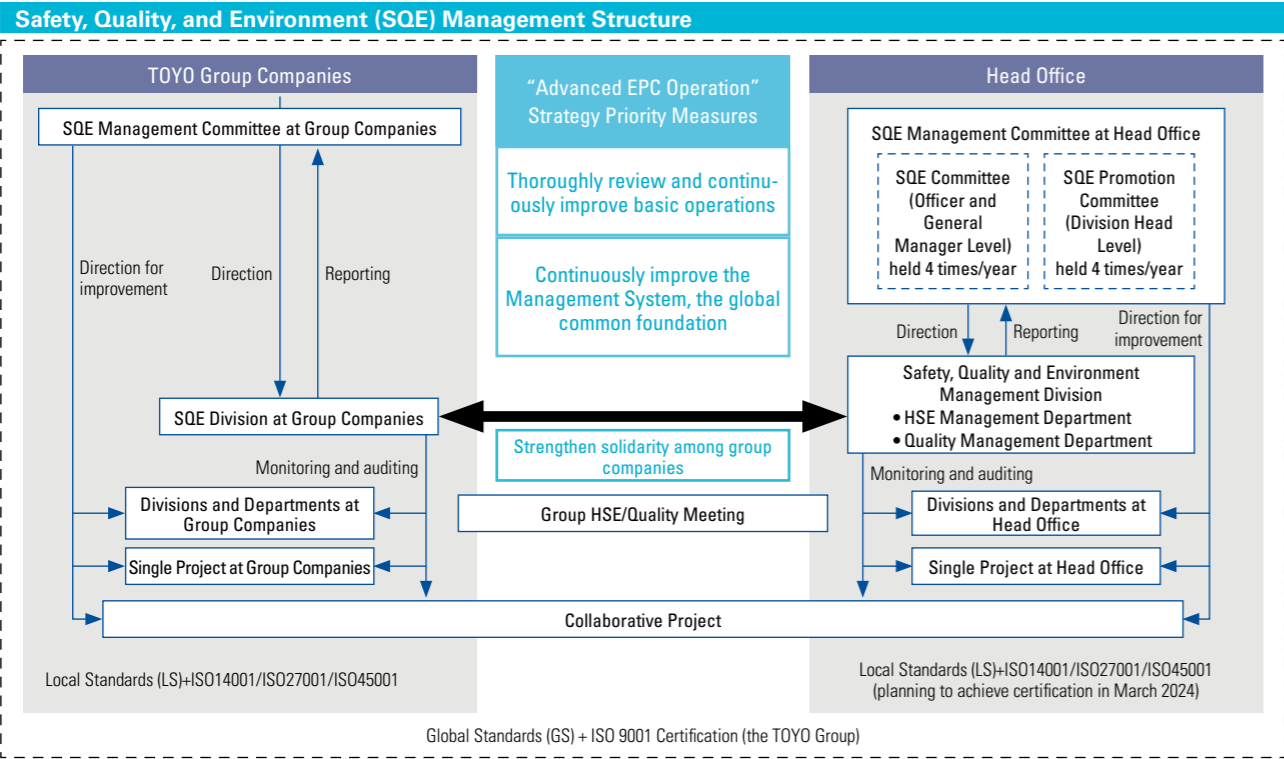 Safety, Quality, and Environment (SQE) Management Structure
TOYO Group Companies
SQE Management Committee at Group Companies
Direction for
improvement
Direction
Reporting
SQE Division at Group Companies
Monitoring and auditing
Divisions and Departments at
Group Companies
Single Project at Group Companies
"Advanced EPC Operation"
Strategy Priority Measures
Thoroughly review and continu-
ously improve basic operations
Continuously improve the
Management System, the global
common foundation
Strengthen solidarity among group
companies
Group HSE/Quality Meeting
Head Office
SQE Management Committee at Head Office
SQE Committee
(Officer and
General
Manager Level)
held 4 times/year
SQE Promotion
Committee
(Division Head
Level)
held 4 times/year
Direction
Reporting
Direction for
improvement
Safety, Quality and Environment
Management Division
• HSE Management Department
• Quality Management Department
Monitoring and auditing
Divisions and Departments at
Head Office
Single Project at Head Office
Collaborative Project
Local Standards (LS)+ISO14001/ISO27001/ISO45001
Local Standards (LS)+ISO14001/ISO27001/ISO45001
(planning to achieve certification in March 2024)
Global Standards (GS) + ISO 9001 Certification (the TOYO Group)